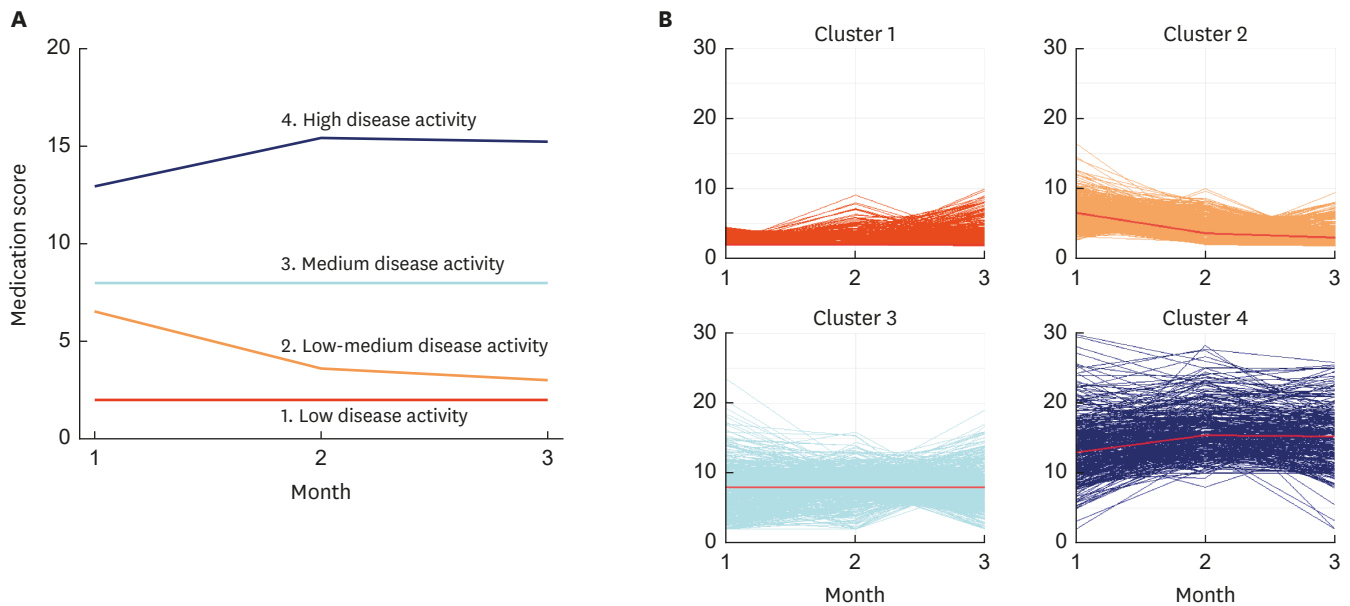 A
20
15
10
5
0
Medication score
4. High disease activity
3. Medium disease activity
2. Low-medium disease activity
1. Low disease activity
1 2 3
Month
B
Cluster 1
30
20
10
0
1 2 3
Cluster 2
30
20
10
0
1 2 3
Cluster 3
30
20
10
0
1 2 3
Month
Cluster 4
30
20
10
0
1 2 3
Month